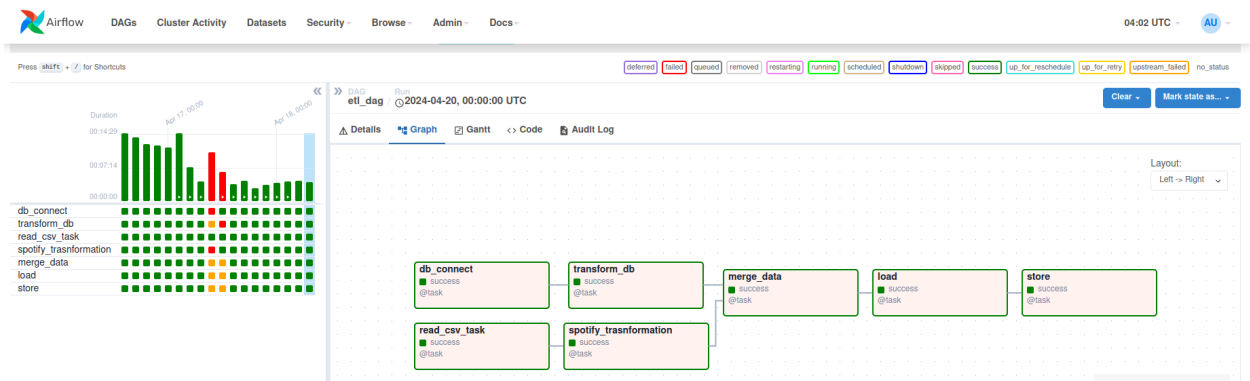 Airflow DAGs Cluster Activity Datasets Security Browse Admin Docs 04:02 UTC AU
Press shift + / for Shortcuts
deferred failed queued removed restarting running scheduled shutdown skipped success up_for_reschedule up_for_retry upstream_failed no_status
DAG Run
etl_dag / 2024-04-20, 00:00:00 UTC
Clear Mark state as...
Details Graph Gantt <> Code Audit Log
Layout:
Left -> Right
Apr 17, 00:00 Apr 18, 00:00
Duration
00:14:28
00:07:14
00:00:00
db_connect
transform_db
read_csv_task
spotify_trasnformation
merge_data
load
store
db_connect
success
@task
transform_db
success
@task
merge_data
success
@task
load
success
@task
store
success
@task
read_csv_task
success
@task
spotify_trasnformation
success
@task